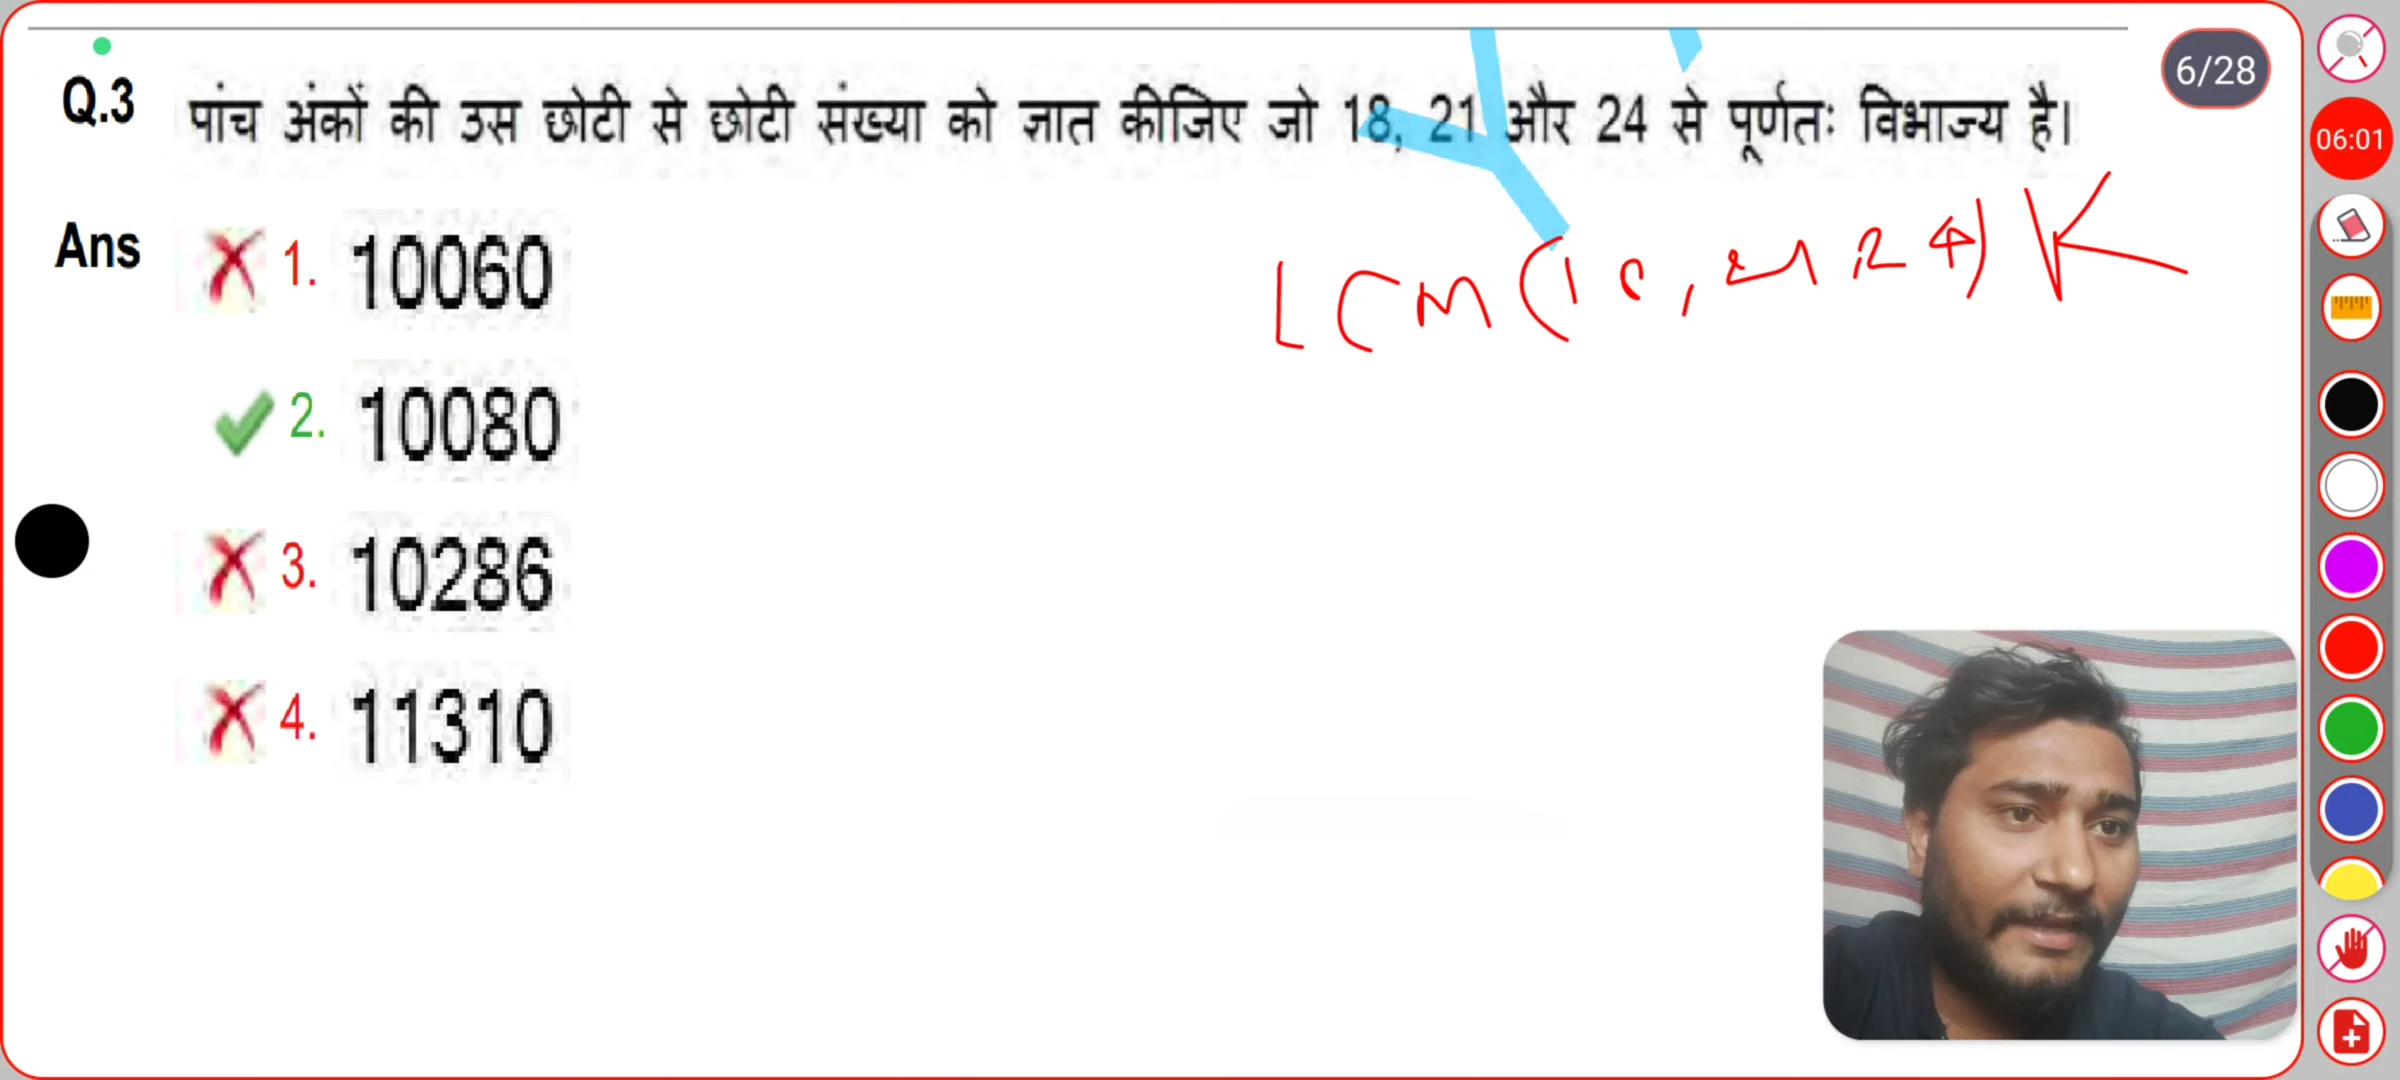 6/28
Q.3 पांच अंकों की उस छोटी से छोटी संख्या को ज्ञात कीजिए जो 18, 21 और 24 से पूर्णतः विभाज्य है।
06:01
LCM(18, 21, 24) K
Ans 1. 10060
2. 10080
3. 10286
4. 11310